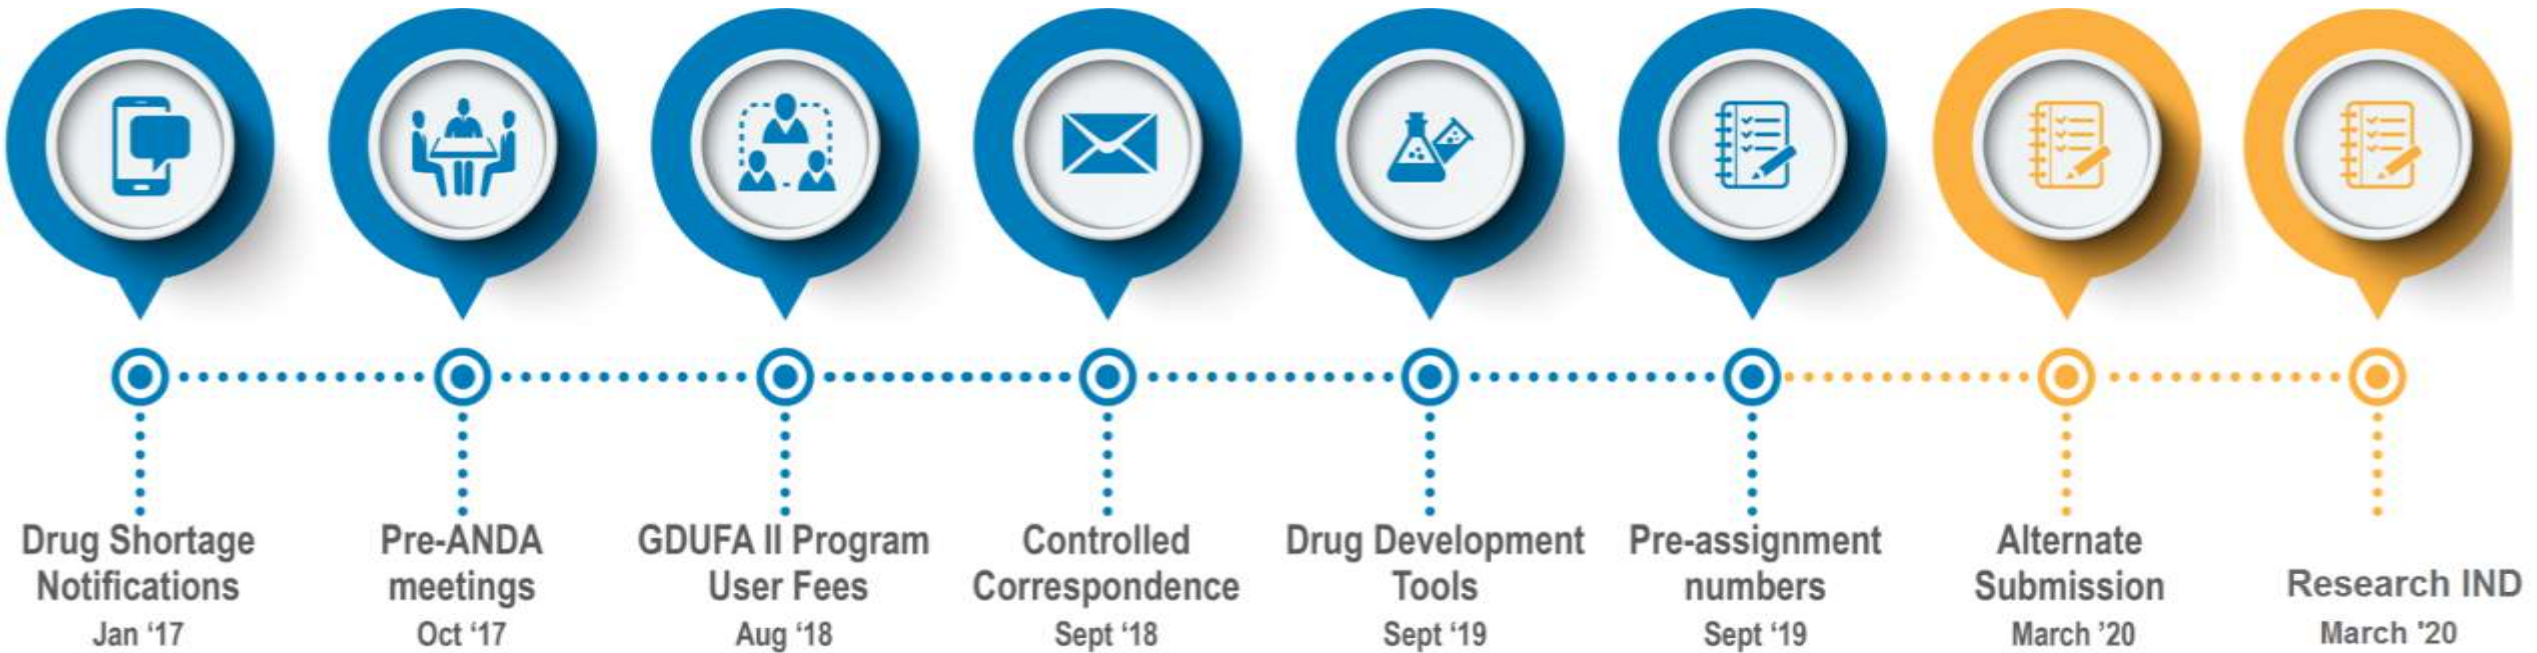 Drug Shortage
Notifications
Jan ‘17
Pre-ANDA
meetings
Oct ‘17
GDUFA II Program
User Fees
Aug ‘18
Controlled
Correspondence
Sept ‘18
Drug Development
Tools
Sept ‘19
Pre-assignment
numbers
Sept ‘19
Alternate
Submission
March ’20
Research IND
March '20